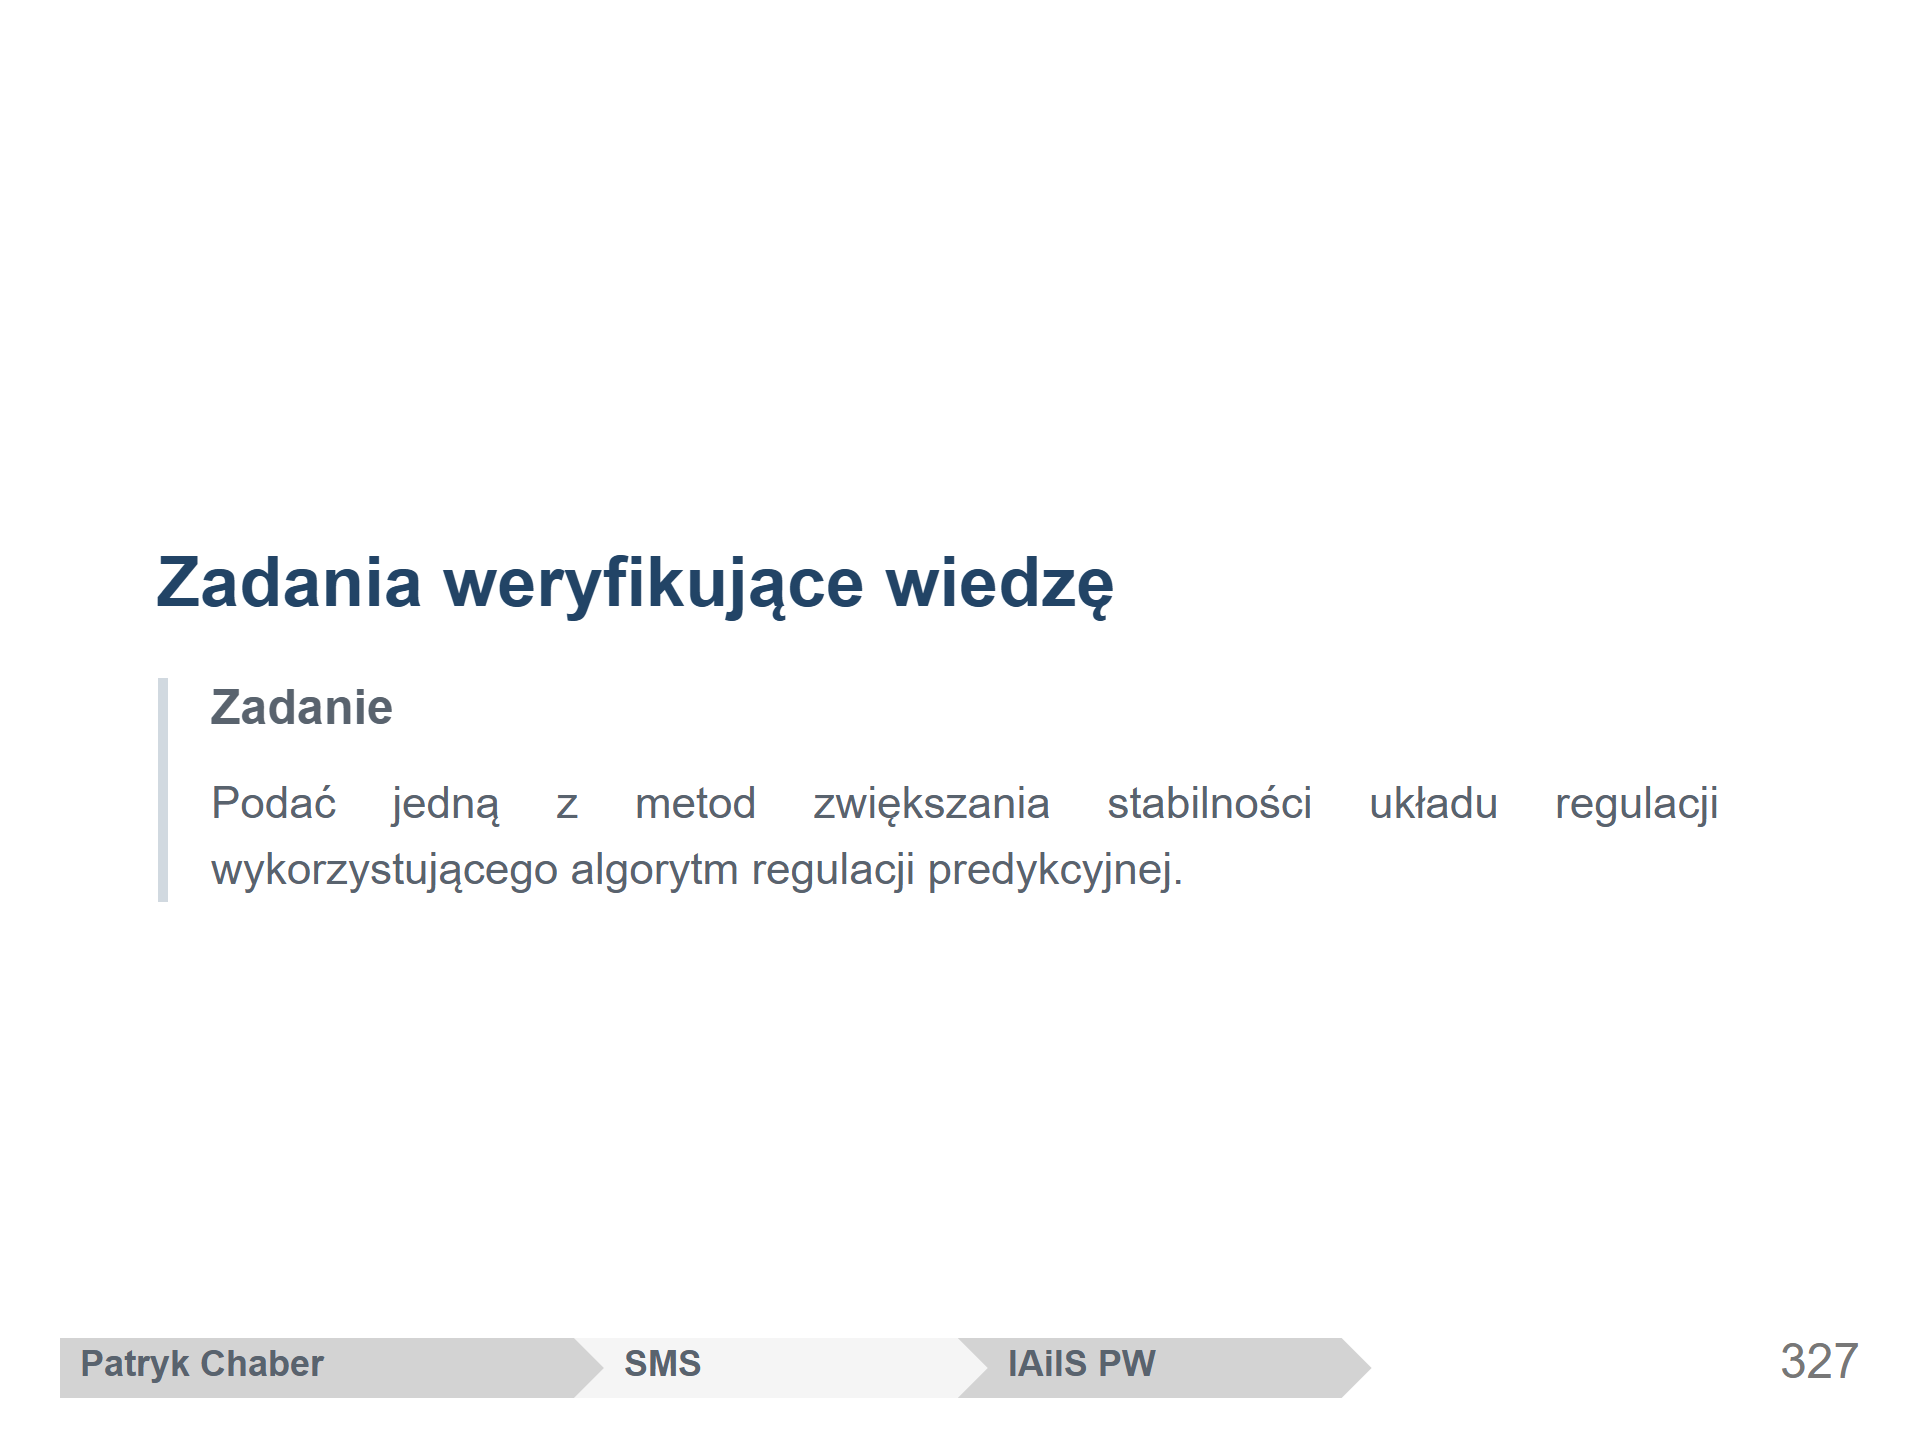 Zadania weryfikujące wiedzę
Zadanie
Podać jedną z metod zwiększania stabilności układu regulacji
wykorzystującego algorytm regulacji predykcyjnej.
Patryk Chaber
SMS
IAiIS PW
327